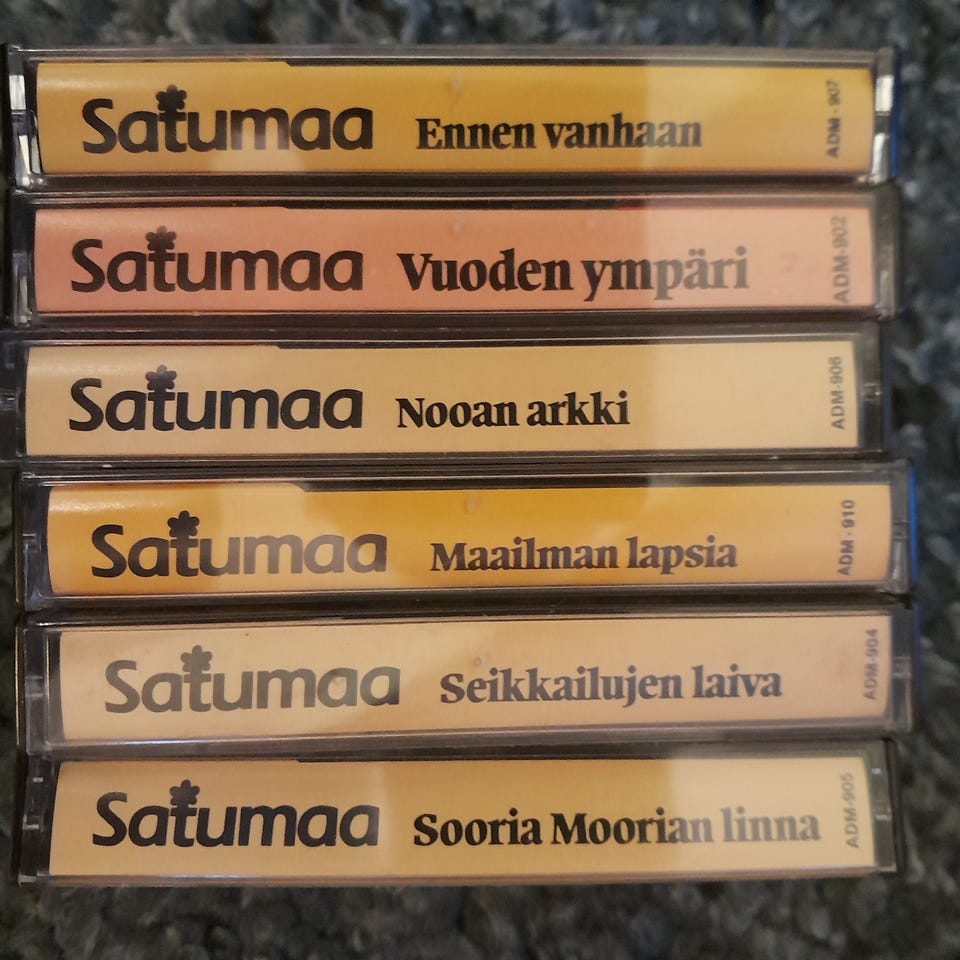 Satumaa Ennen vanhaan ADM - 907
Satumaa Vuoden ympäri ADM-902
Satumaa Nooan arkki ADM-906
Satumaa Maailman lapsia ADM - 910
Satumaa Seikkailujen laiva ADM-904
Satumaa Sooria Moorian linna ADM-905